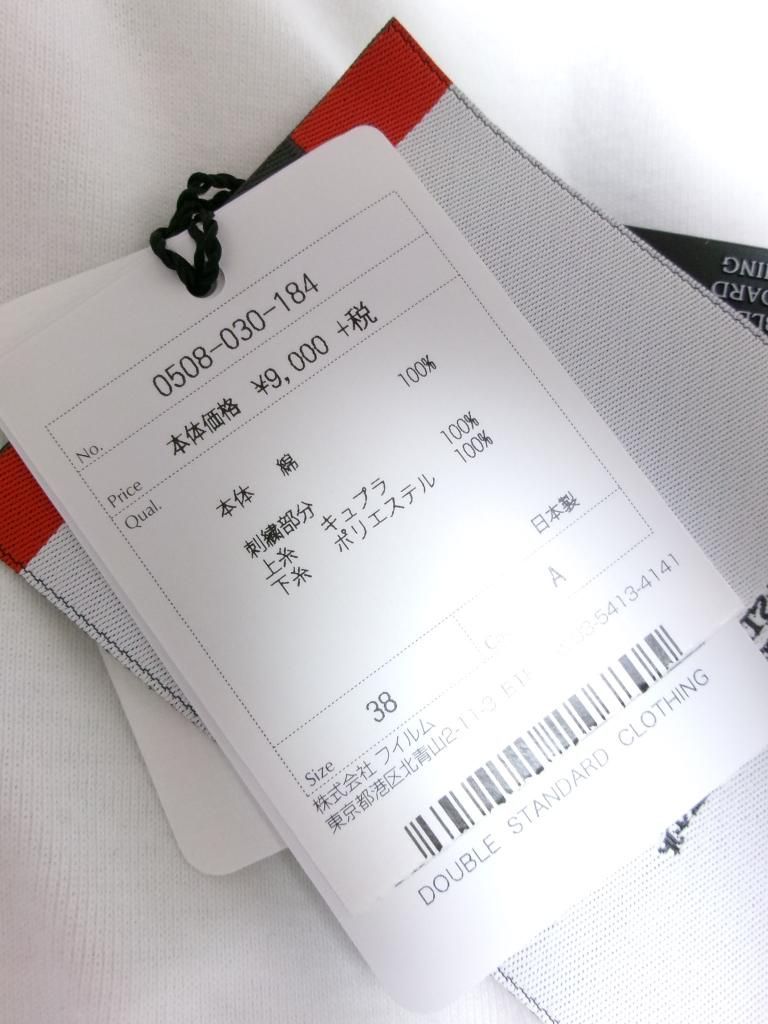 No. 0508-030-184
Price 本体価格 ¥9,000 +税
Qual.
本体 綿 100%
刺繍部分
上糸 キュプラ 100%
下糸 ポリエステル 100%
日本製
Size 38
A
株式会社 フイルム
東京都港区北青山2-11-3 03-5413-4141
DOUBLE STANDARD CLOTHING